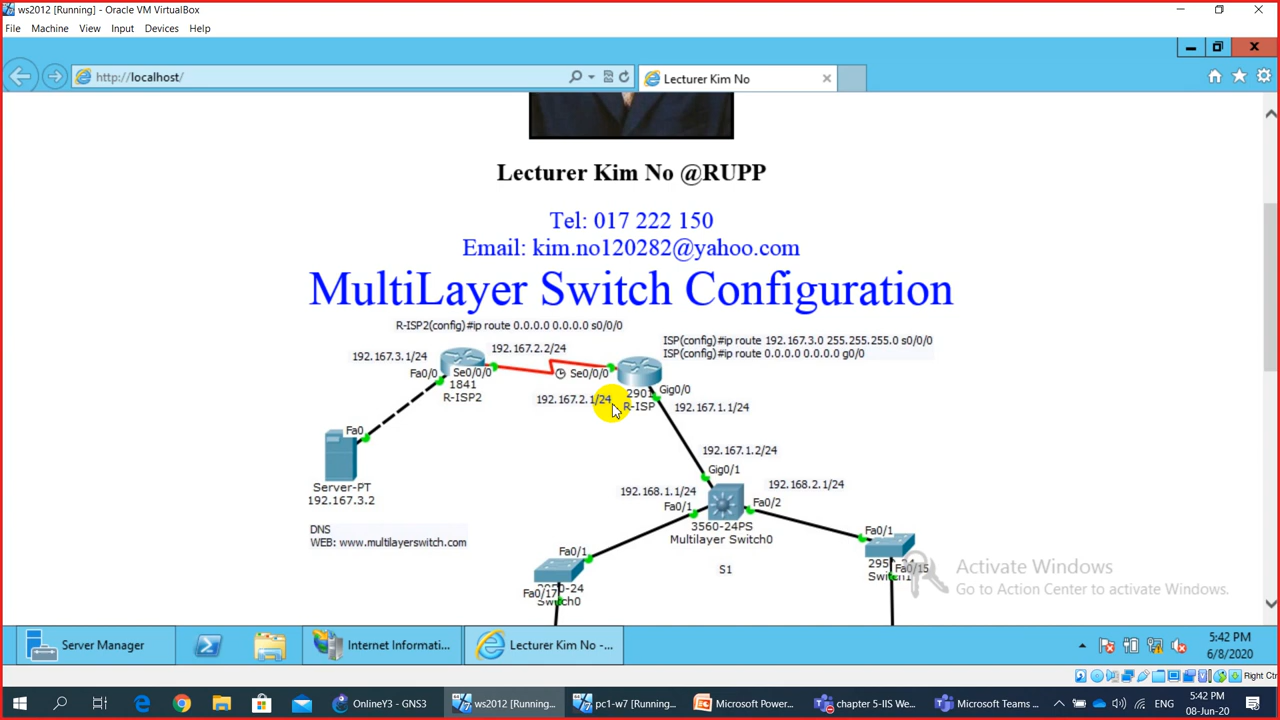 ws2012 [Running] - Oracle VM VirtualBox
File Machine View Input Devices Help
http://localhost/
Lecturer Kim No
Lecturer Kim No @RUPP
Tel: 017 222 150
Email: kim.no120282@yahoo.com
MultiLayer Switch Configuration
R-ISP2(config)#ip route 0.0.0.0 0.0.0.0 s0/0/0
ISP(config)#ip route 192.167.3.0 255.255.255.0 s0/0/0
ISP(config)#ip route 0.0.0.0 0.0.0.0 g0/0
192.167.3.1/24
192.167.2.2/24
Fa0/0
Se0/0/0
Se0/0/0
1841
R-ISP2
192.167.2.1/24
2901
R-ISP
Gig0/0
192.167.1.1/24
Fa0
Server-PT
192.167.3.2
192.167.1.2/24
Gig0/1
192.168.1.1/24
192.168.2.1/24
Fa0/1
Fa0/2
3560-24PS
Multilayer Switch0
S1
DNS
WEB: www.multilayerswitch.com
Fa0/1
Fa0/17
Switch0
Fa0/1
Fa0/15
Switch1
Activate Windows
Go to Action Center to activate Windows.
Server Manager
Internet Informati...
Lecturer Kim No -...
5:42 PM
6/8/2020
Right Ctr
OnlineY3 - GNS3
ws2012 [Running...
pc1-w7 [Running...
Microsoft Power...
chapter 5-IIS We...
Microsoft Teams ...
ENG
5:42 PM
08-Jun-20